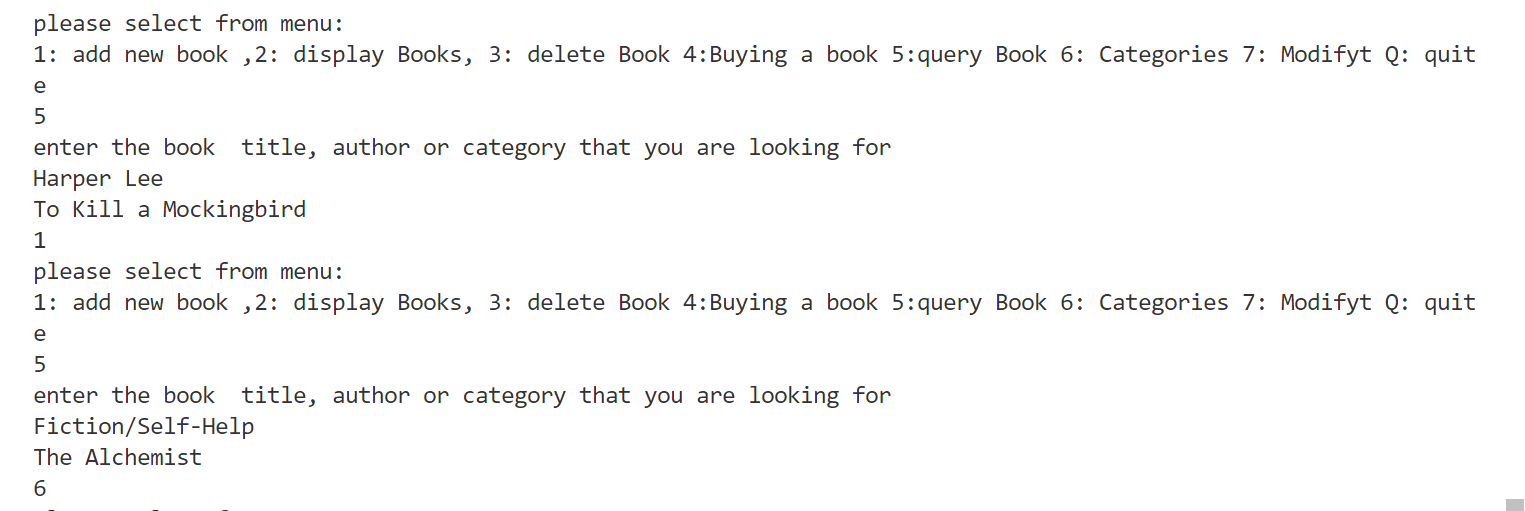 please select from menu:
1: add new book ,2: display Books, 3: delete Book 4:Buying a book 5:query Book 6: Categories 7: Modifyt Q: quit
e
5
enter the book  title, author or category that you are looking for
Harper Lee
To Kill a Mockingbird
1
please select from menu:
1: add new book ,2: display Books, 3: delete Book 4:Buying a book 5:query Book 6: Categories 7: Modifyt Q: quit
e
5
enter the book  title, author or category that you are looking for
Fiction/Self-Help
The Alchemist
6